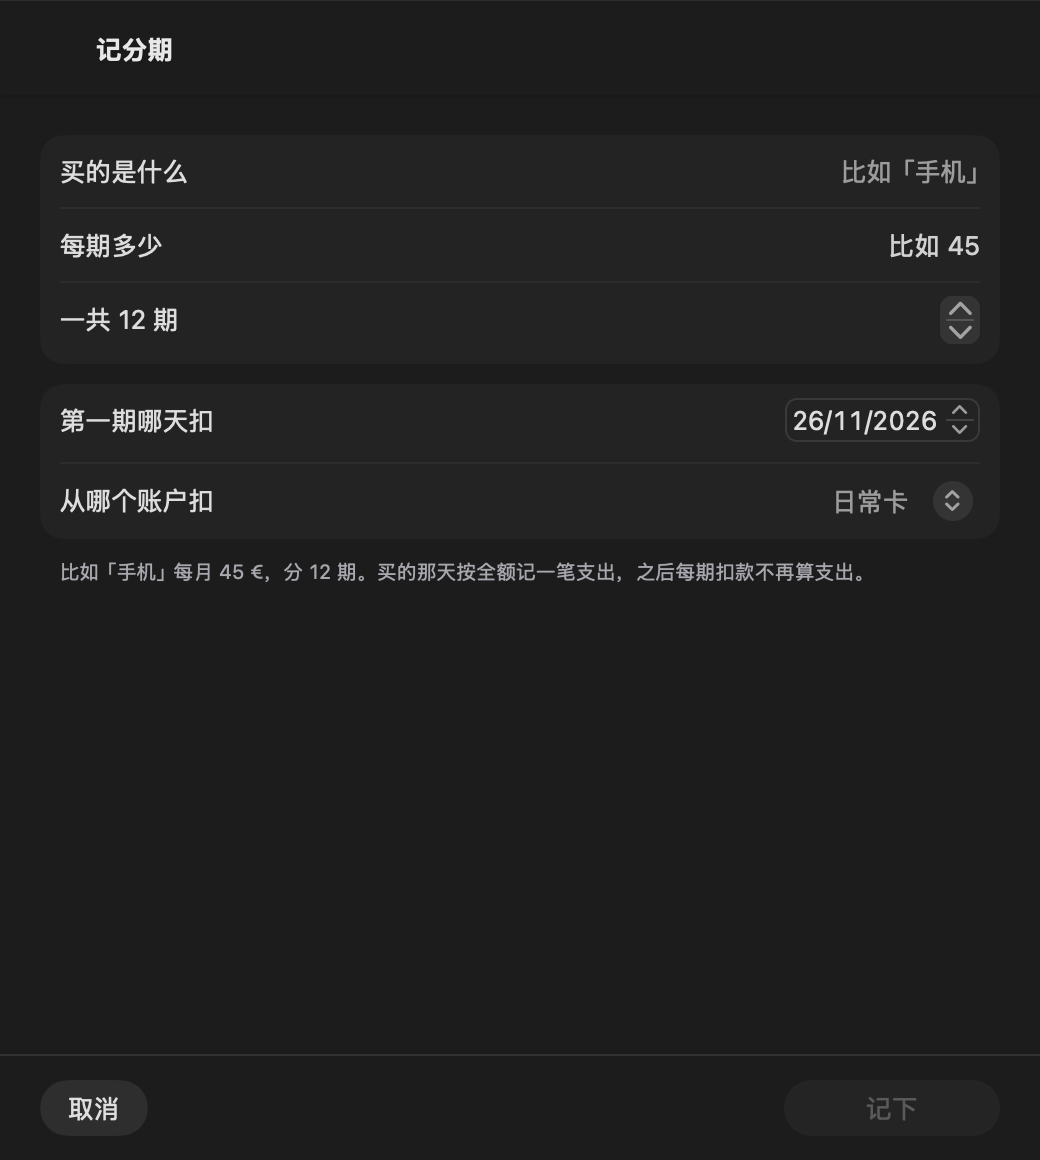 记分期
买的是什么 比如「手机」
每期多少 比如 45
一共 12 期
第一期哪天扣 26/11/2026
从哪个账户扣 日常卡
比如「手机」每月 45 €，分 12 期。买的那天按全额记一笔支出，之后每期扣款不再算支出。
取消 记下